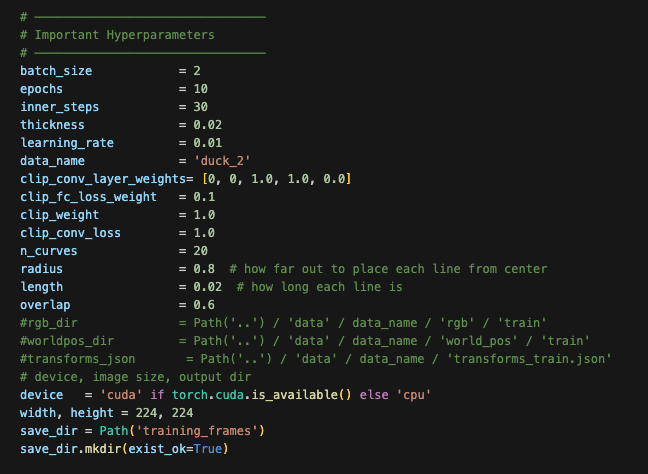 # ────────────────────────────────
# Important Hyperparameters
# ────────────────────────────────
batch_size            = 2
epochs                = 10
inner_steps           = 30
thickness             = 0.02
learning_rate         = 0.01
data_name             = 'duck_2'
clip_conv_layer_weights= [0, 0, 1.0, 1.0, 0.0]
clip_fc_loss_weight   = 0.1
clip_weight           = 1.0
clip_conv_loss        = 1.0
n_curves              = 20
radius                = 0.8  # how far out to place each line from center
length                = 0.02  # how long each line is
overlap               = 0.6
#rgb_dir              = Path('..') / 'data' / data_name / 'rgb' / 'train'
#worldpos_dir         = Path('..') / 'data' / data_name / 'world_pos' / 'train'
#transforms_json       = Path('..') / 'data' / data_name / 'transforms_train.json'
# device, image size, output dir
device   = 'cuda' if torch.cuda.is_available() else 'cpu'
width, height = 224, 224
save_dir = Path('training_frames')
save_dir.mkdir(exist_ok=True)